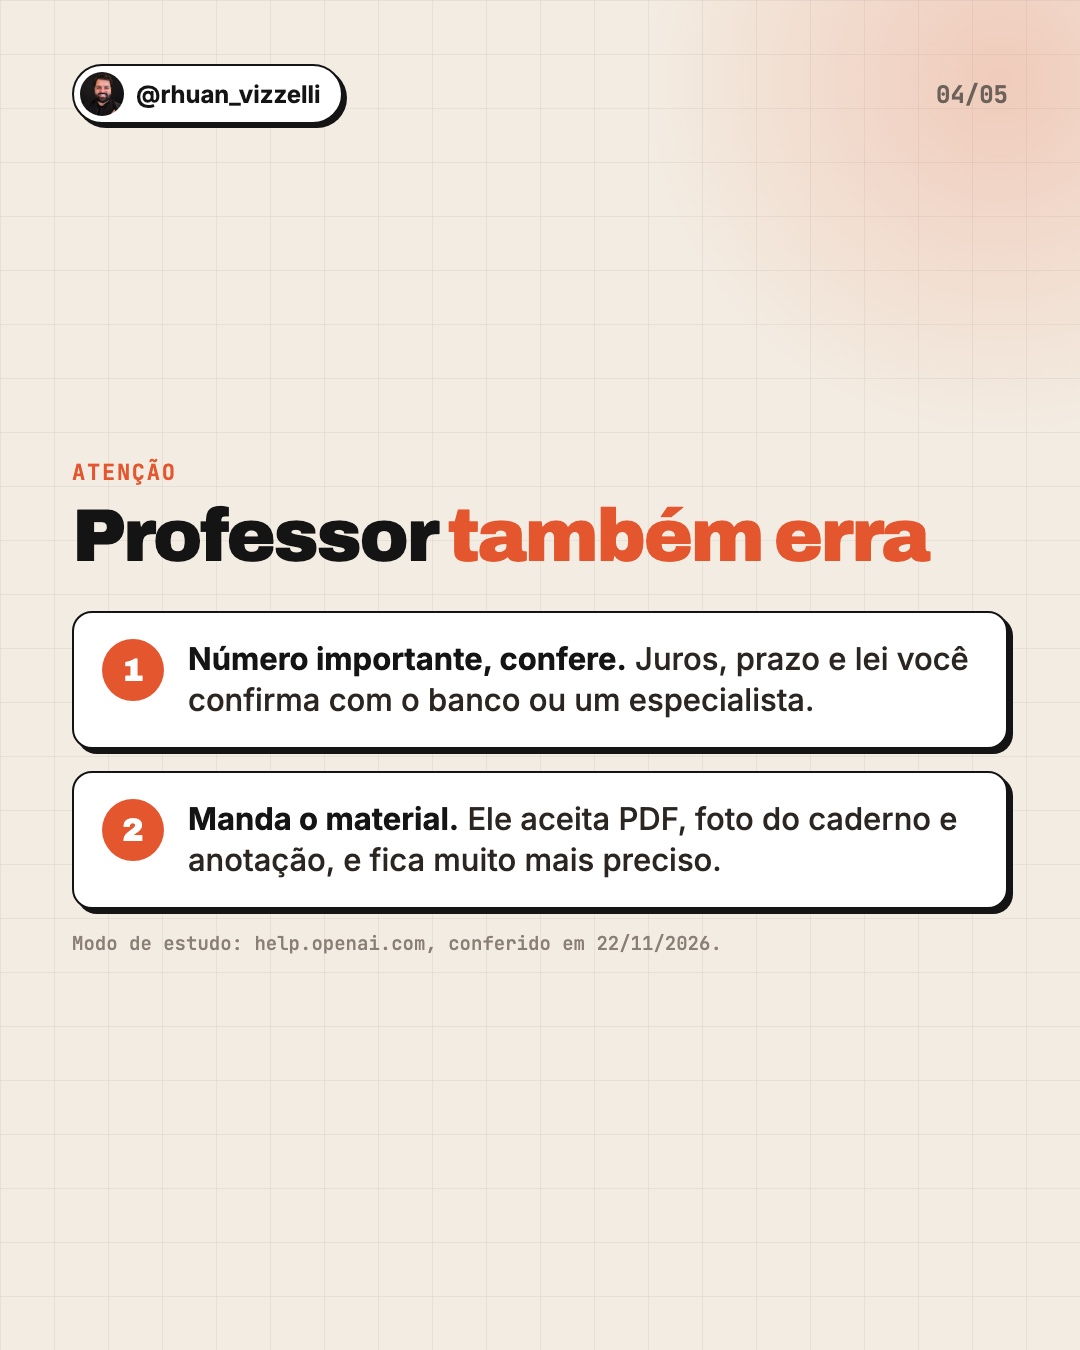 @rhuan_vizzelli
04/05
ATENÇÃO
Professor também erra
1
Número importante, confere. Juros, prazo e lei você
confirma com o banco ou um especialista.
2
Manda o material. Ele aceita PDF, foto do caderno e
anotação, e fica muito mais preciso.
Modo de estudo: help.openai.com, conferido em 22/11/2026.